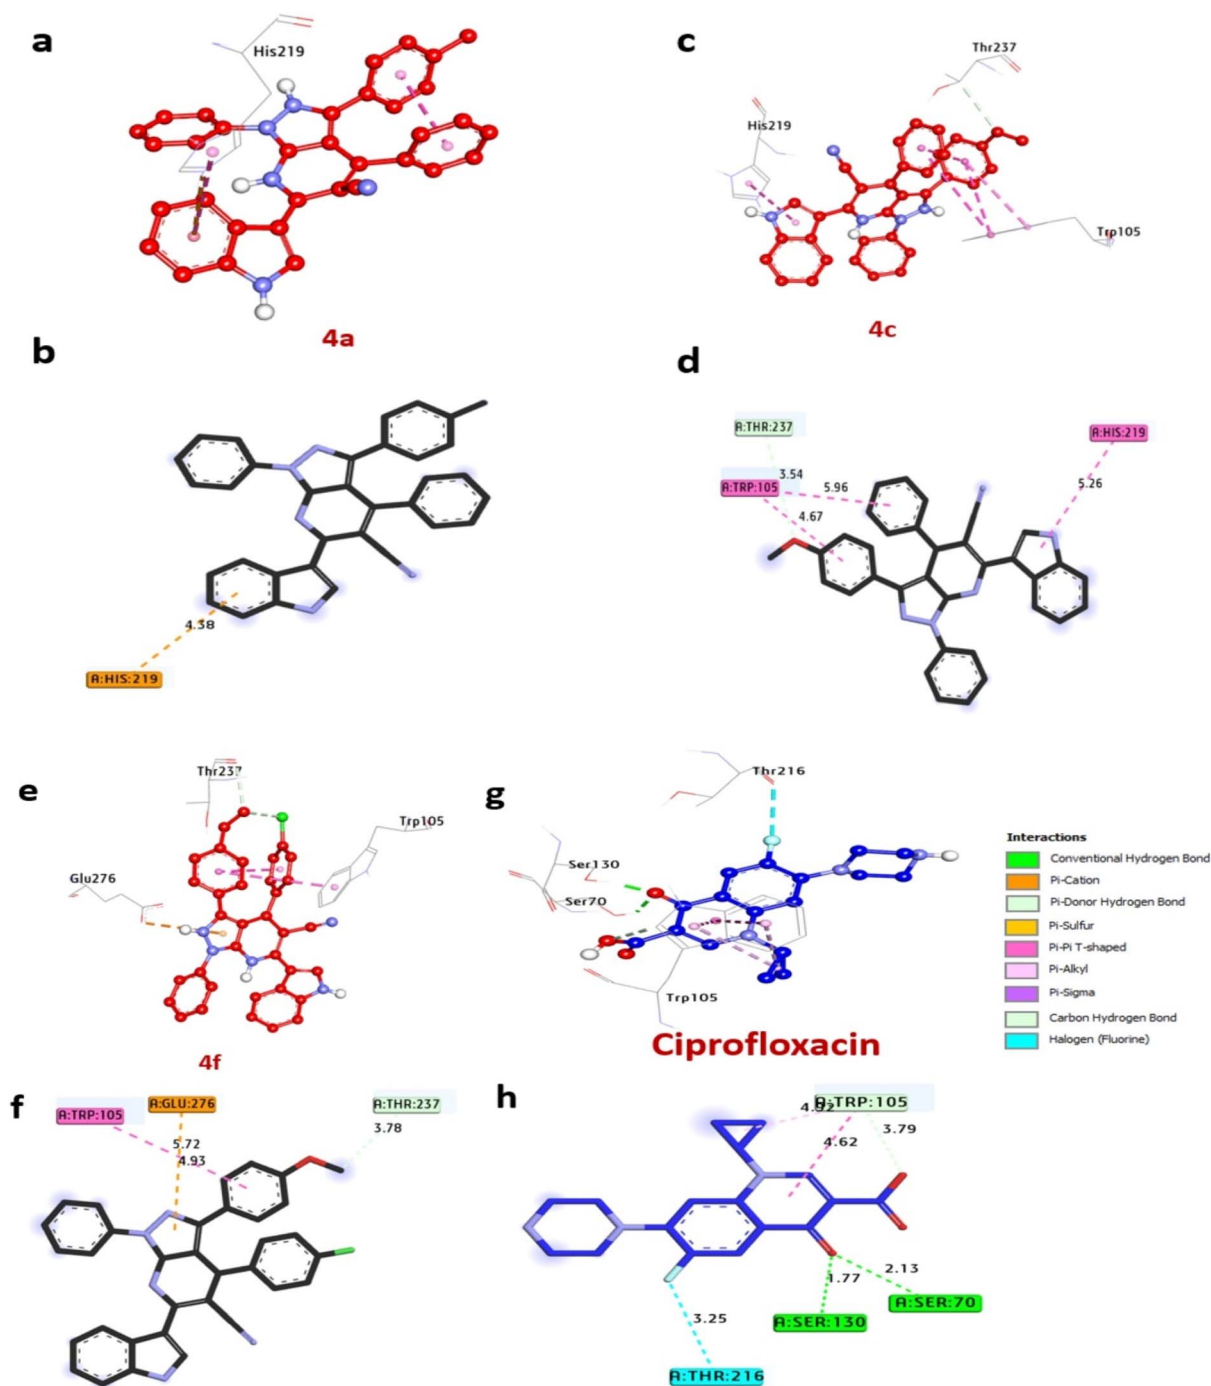 a
His219
4a
c
Thr237
His219
Trp105
4c
b
4.38
A:HIS:219
d
A:THR:237
A:HIS:219
3.54
A:TRP:105
5.96
5.26
4.67
e
Thr237
Trp105
Glu276
4f
g
Thr216
Ser130
Ser70
Trp105
Ciprofloxacin
Interactions
Conventional Hydrogen Bond
Pi-Cation
Pi-Donor Hydrogen Bond
Pi-Sulfur
Pi-Pi T-shaped
Pi-Alkyl
Pi-Sigma
Carbon Hydrogen Bond
Halogen (Fluorine)
f
A:TRP:105
A:GLU:276
A:THR:237
3.78
5.72
4.93
h
A:TRP:105
4.62
3.79
2.13
1.77
A:SER:70
3.25
A:SER:130
A:THR:216